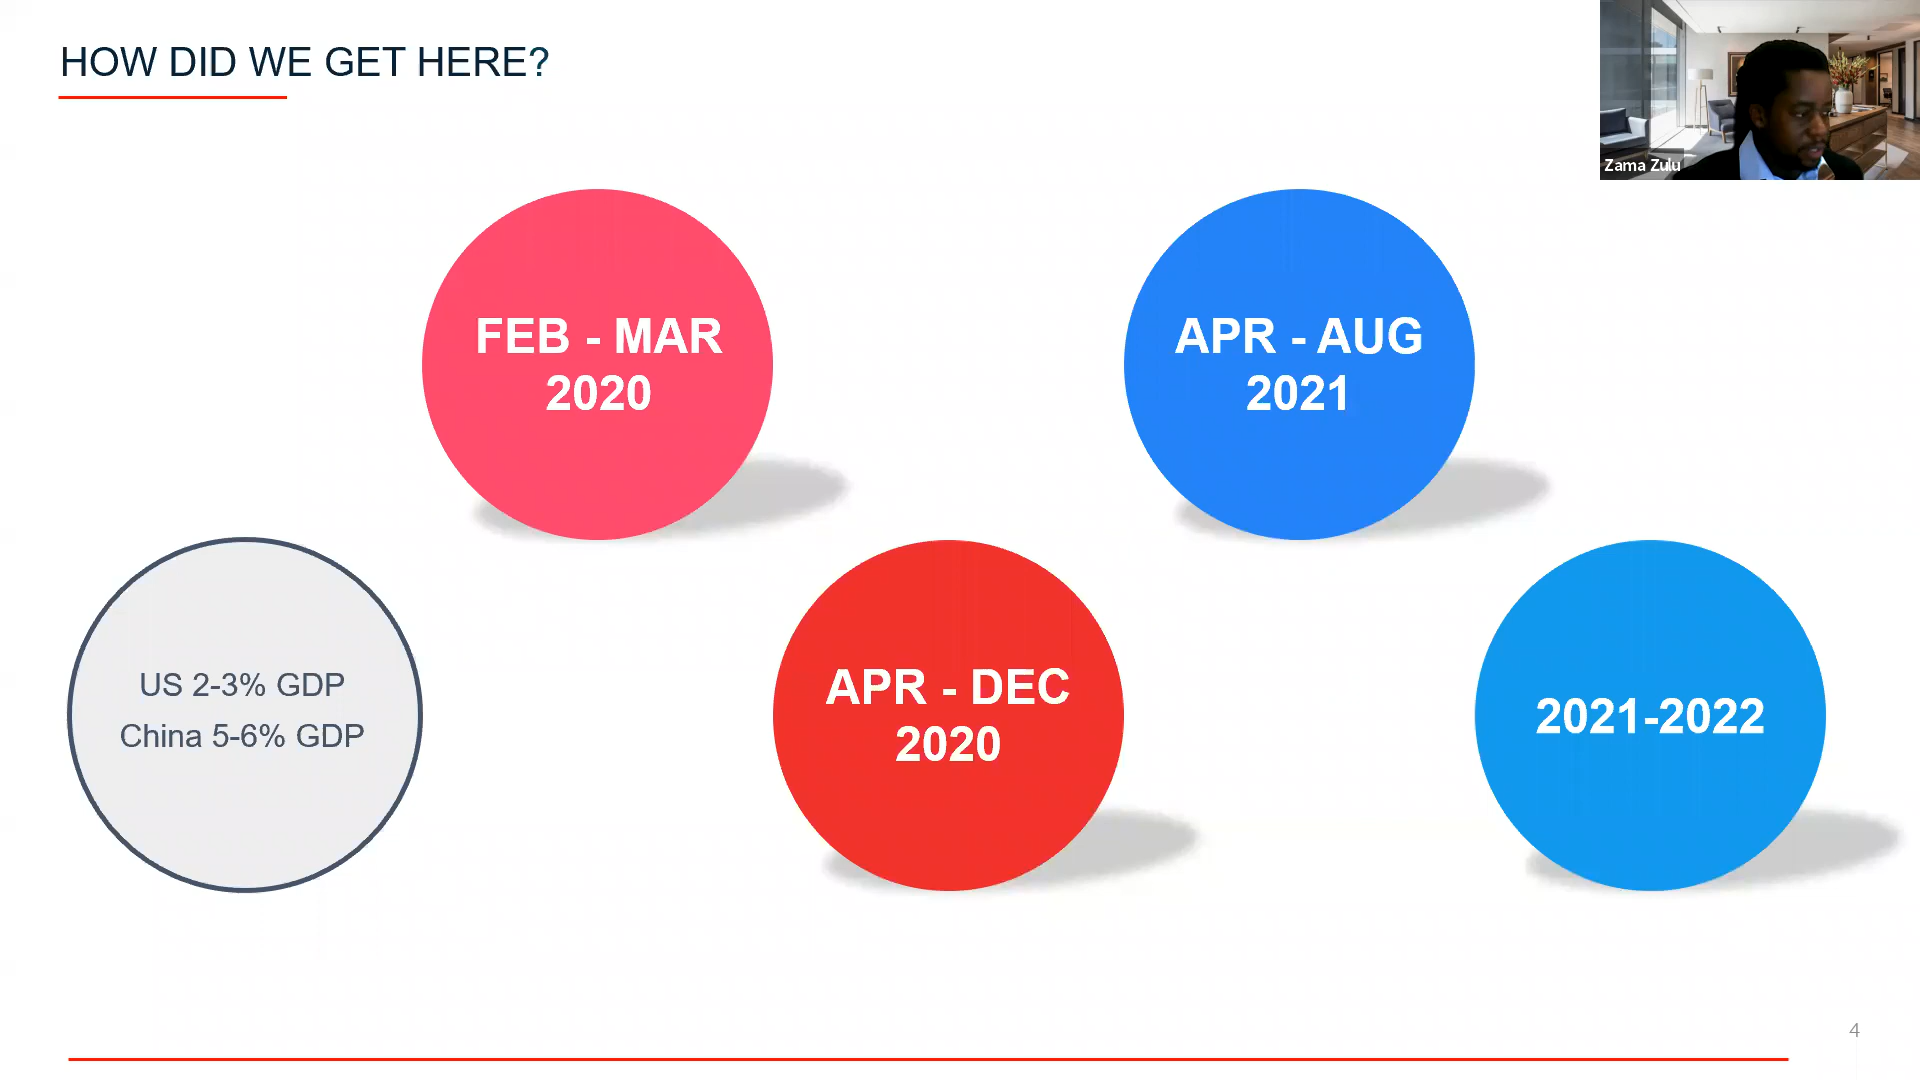 HOW DID WE GET HERE?
Zama Zulu
FEB - MAR
2020
APR - AUG
2021
US 2-3% GDP
China 5-6% GDP
APR - DEC
2020
2021-2022
4